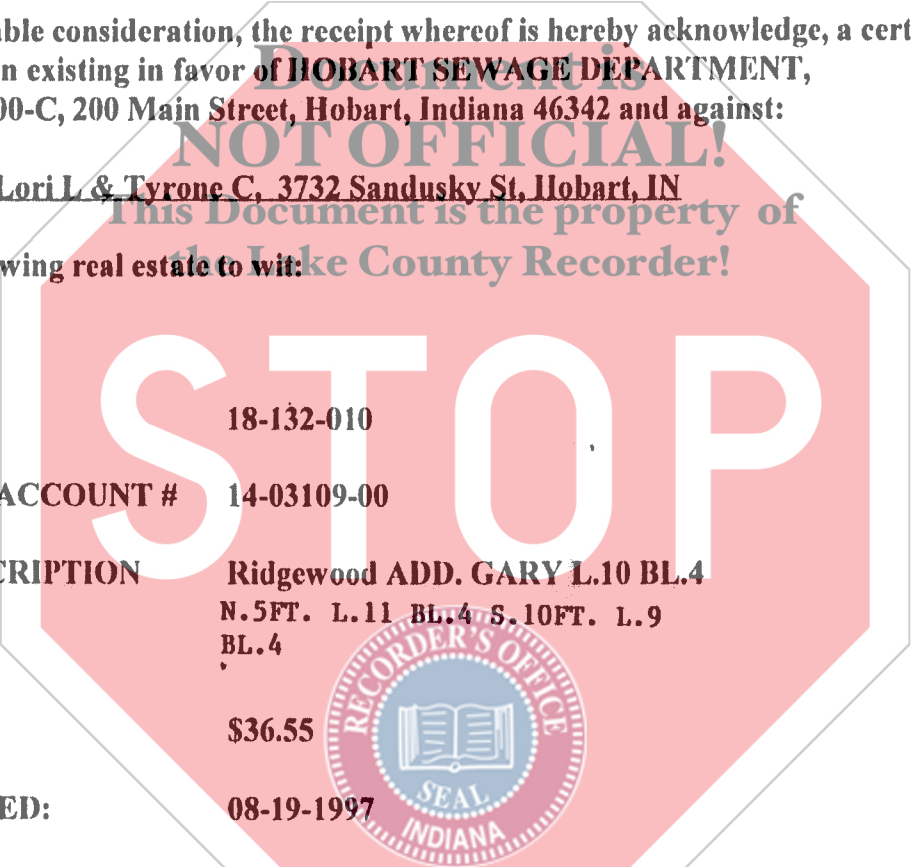 able consideration, the receipt whereof is hereby acknowledge, a cert
n existing in favor of HOBART SEWAGE DEPARTMENT,
00-C, 200 Main Street, Hobart, Indiana 46342 and against:
Lori L & Tyrone C, 3732 Sandusky St, Hobart, IN
wing real estate to wit:
Document is
NOT OFFICIAL!
This Document is the property of
the Lake County Recorder!
STOP
18-132-010
ACCOUNT # 14-03109-00
CRIPTION Ridgewood ADD. GARY L.10 BL.4
N.5FT. L.11 BL.4 S.10FT. L.9
BL.4
$36.55
ED: 08-19-1997
RECORDER'S OFFICE
SEAL
INDIANA